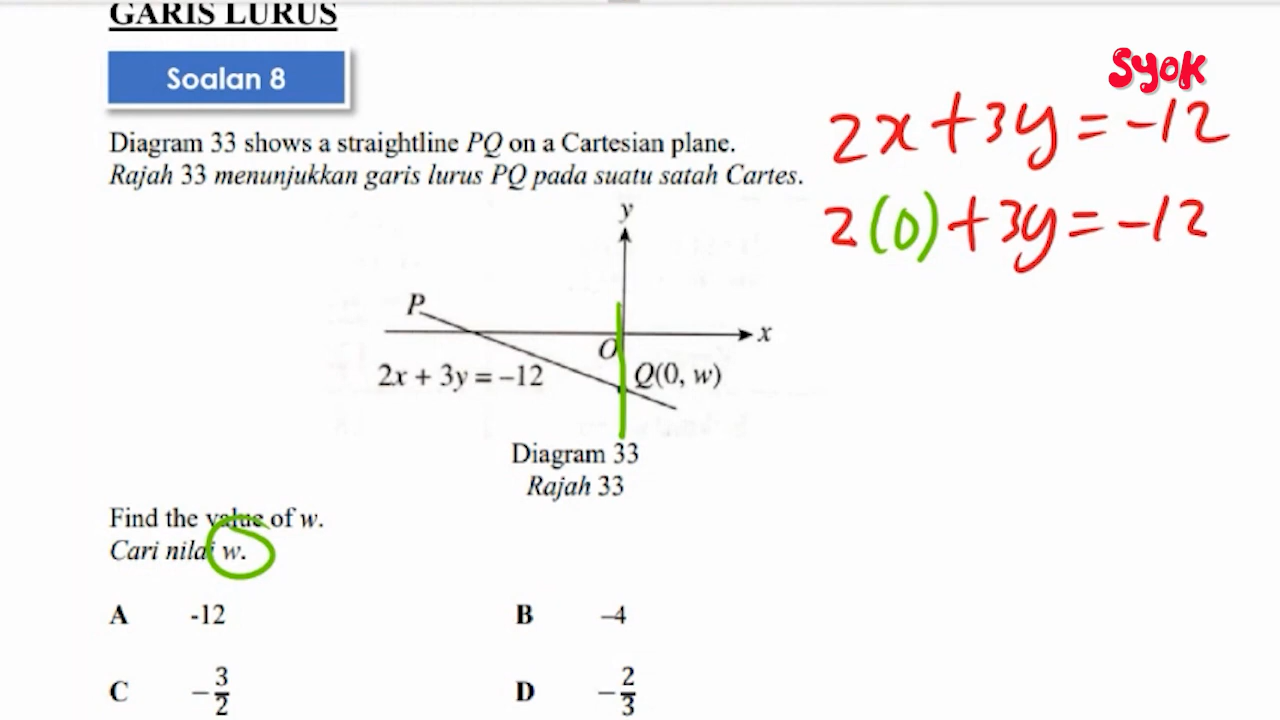 GARIS LURUS
Soalan 8
Syok
2x + 3y = -12
2(0) + 3y = -12
Diagram 33 shows a straightline PQ on a Cartesian plane.
Rajah 33 menunjukkan garis lurus PQ pada suatu satah Cartes.
y
P
x
O
2x + 3y = –12
Q(0, w)
Diagram 33
Rajah 33
Find the value of w.
Cari nilai w.
A -12 B –4
C −3/2 D −2/3